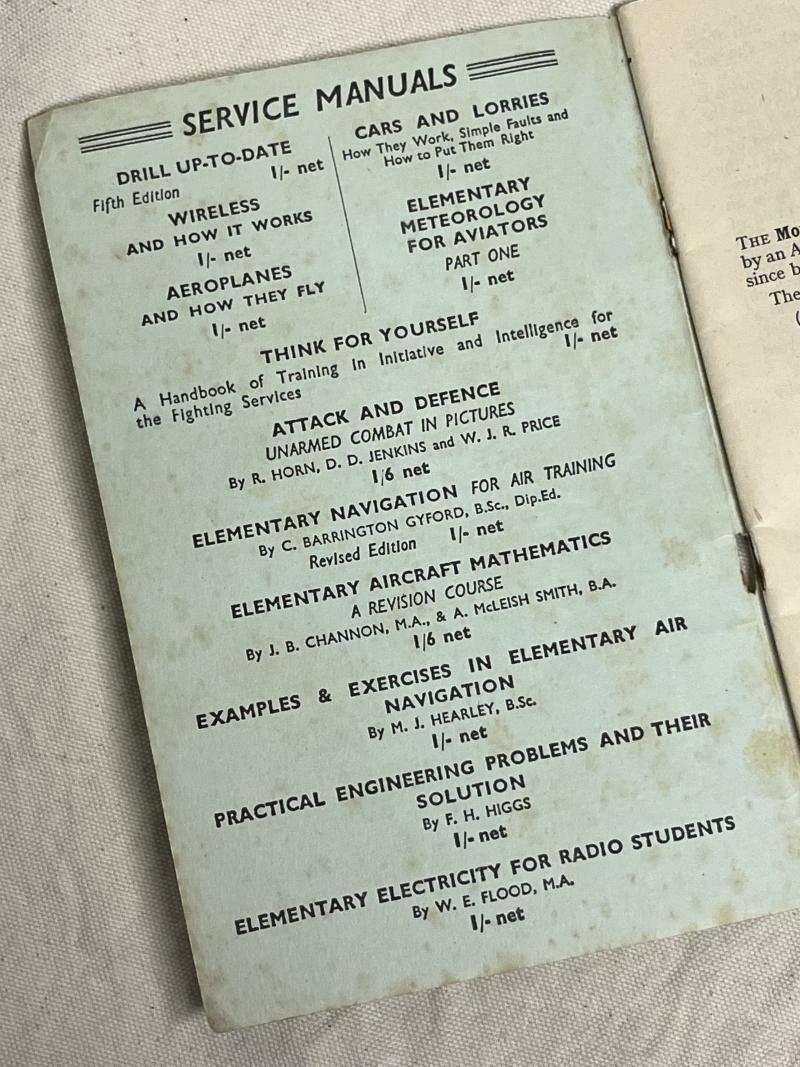 SERVICE MANUALS
DRILL UP-TO-DATE
Fifth Edition 1/- net
WIRELESS
AND HOW IT WORKS
1/- net
AEROPLANES
AND HOW THEY FLY
1/- net
CARS AND LORRIES
How They Work, Simple Faults and
How to Put Them Right
1/- net
ELEMENTARY
METEOROLOGY
FOR AVIATORS
PART ONE
1/- net
THINK FOR YOURSELF
A Handbook of Training in Initiative and Intelligence for
the Fighting Services 1/- net
ATTACK AND DEFENCE
UNARMED COMBAT IN PICTURES
By R. HORN, D. D. JENKINS and W. J. R. PRICE
1/6 net
ELEMENTARY NAVIGATION FOR AIR TRAINING
By C. BARRINGTON GYFORD, B.Sc., Dip.Ed.
Revised Edition 1/- net
ELEMENTARY AIRCRAFT MATHEMATICS
A REVISION COURSE
By J. B. CHANNON, M.A., & A. McLEISH SMITH, B.A.
1/6 net
EXAMPLES & EXERCISES IN ELEMENTARY AIR
NAVIGATION
By M. J. HEARLEY, B.Sc.
1/- net
PRACTICAL ENGINEERING PROBLEMS AND THEIR
SOLUTION
By F. H. HIGGS
1/- net
ELEMENTARY ELECTRICITY FOR RADIO STUDENTS
By W. E. FLOOD, M.A.
1/- net
THE Mo
by an A
since b
The
(